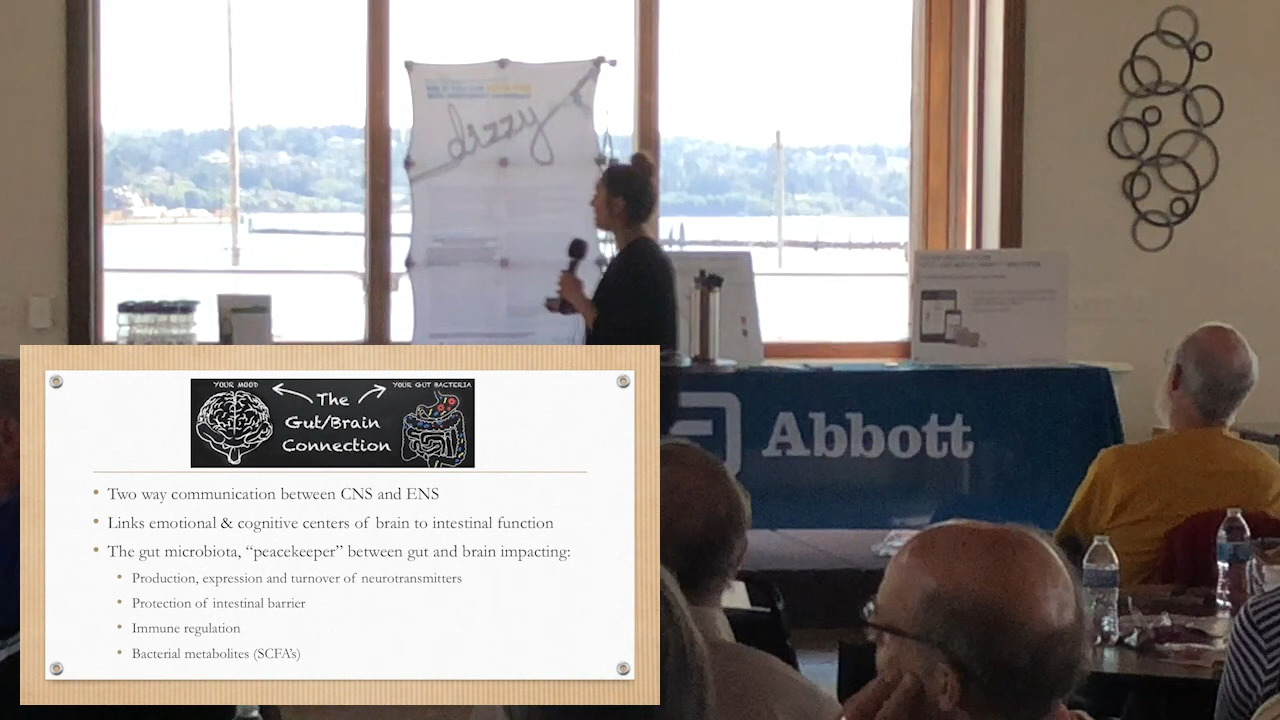 dizzy
Abbott
YOUR MOOD
YOUR GUT BACTERIA
The
Gut/Brain
Connection
• Two way communication between CNS and ENS
• Links emotional & cognitive centers of brain to intestinal function
• The gut microbiota, “peacekeeper” between gut and brain impacting:
• Production, expression and turnover of neurotransmitters
• Protection of intestinal barrier
• Immune regulation
• Bacterial metabolites (SCFA’s)